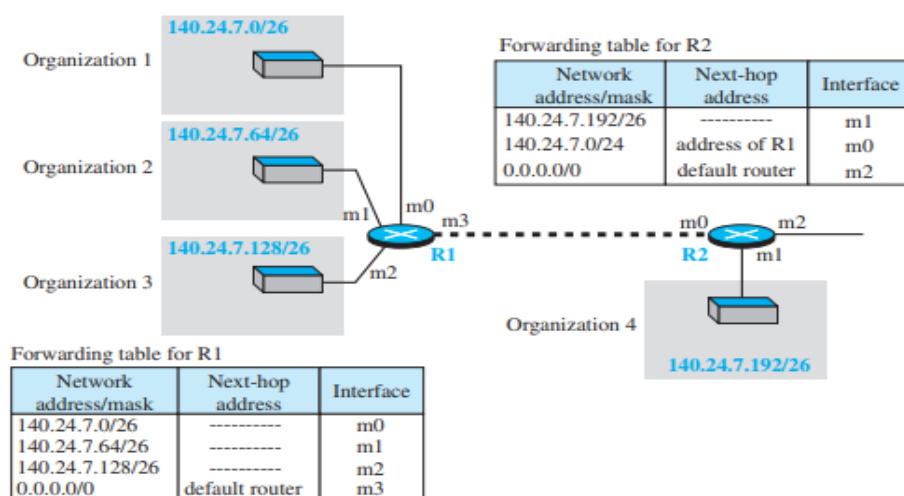 140.24.7.0/26
Organization 1
140.24.7.64/26
Organization 2
140.24.7.128/26
Organization 3
m0
m1
m2
m3
R1
Forwarding table for R2
Network address/mask Next-hop address Interface
140.24.7.192/26 ---------- m1
140.24.7.0/24 address of R1 m0
0.0.0.0/0 default router m2
m0
m2
R2
m1
Organization 4
140.24.7.192/26
Forwarding table for R1
Network address/mask Next-hop address Interface
140.24.7.0/26 ---------- m0
140.24.7.64/26 ---------- m1
140.24.7.128/26 ---------- m2
0.0.0.0/0 default router m3